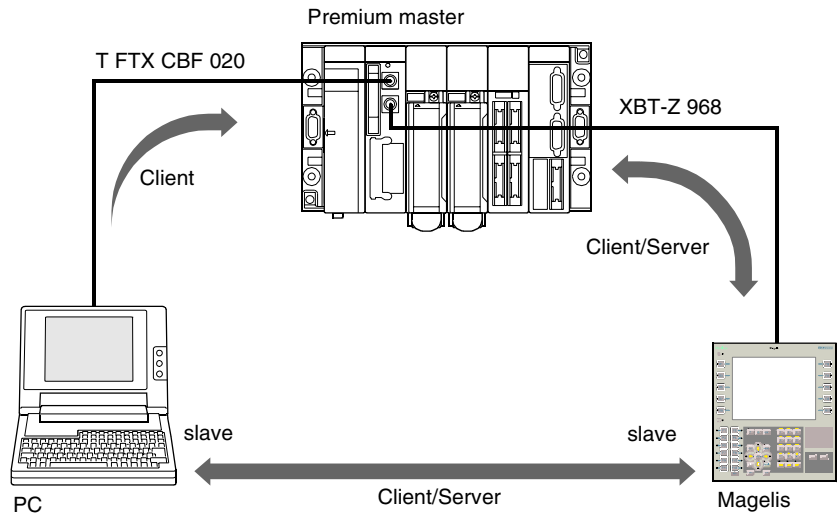 Premium master
T FTX CBF 020
XBT-Z 968
Client
Client/Server
slave
slave
Client/Server
PC
Magelis